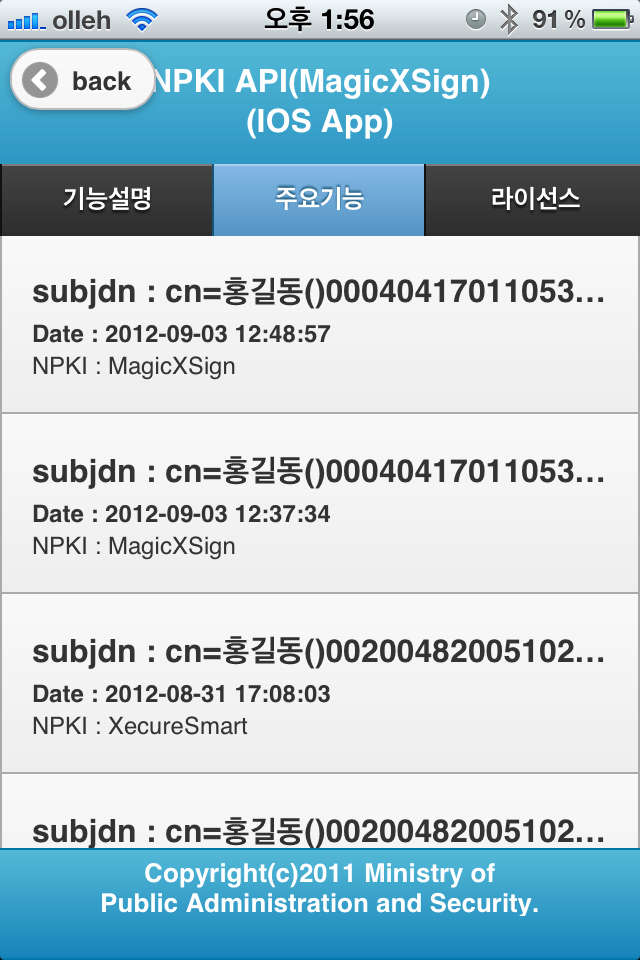 olleh 오후 1:56 91 %
back
NPKI API(MagicXSign)
(IOS App)
기능설명 주요기능 라이선스
subjdn : cn=홍길동()00040417011053...
Date : 2012-09-03 12:48:57
NPKI : MagicXSign
subjdn : cn=홍길동()00040417011053...
Date : 2012-09-03 12:37:34
NPKI : MagicXSign
subjdn : cn=홍길동()00200482005102...
Date : 2012-08-31 17:08:03
NPKI : XecureSmart
subjdn : cn=홍길동()00200482005102...
Copyright(c)2011 Ministry of
Public Administration and Security.